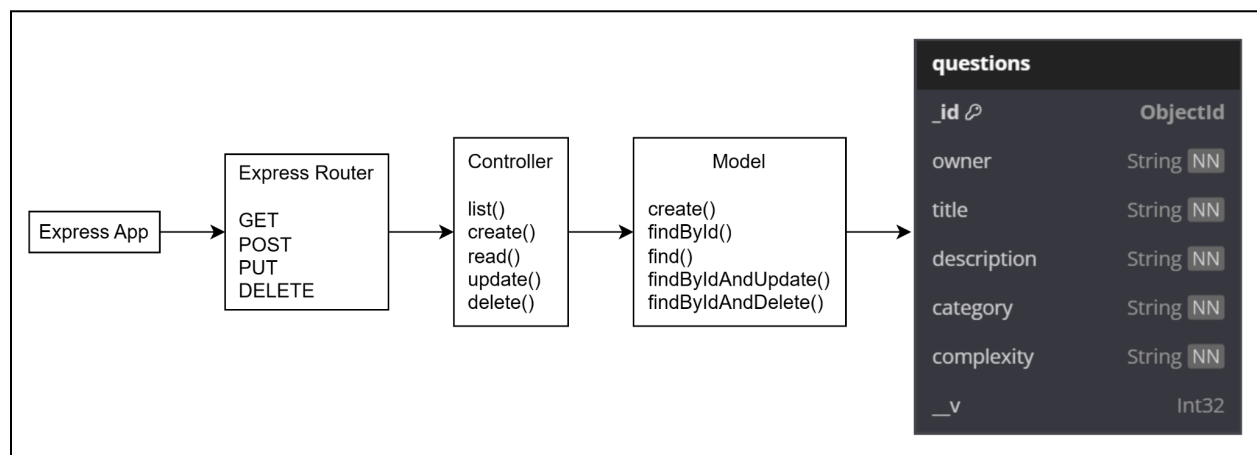 Express App
Express Router
GET
POST
PUT
DELETE
Controller
list()
create()
read()
update()
delete()
Model
create()
findById()
find()
findByIdAndUpdate()
findByIdAndDelete()
questions
_id ObjectId
owner String NN
title String NN
description String NN
category String NN
complexity String NN
__v Int32